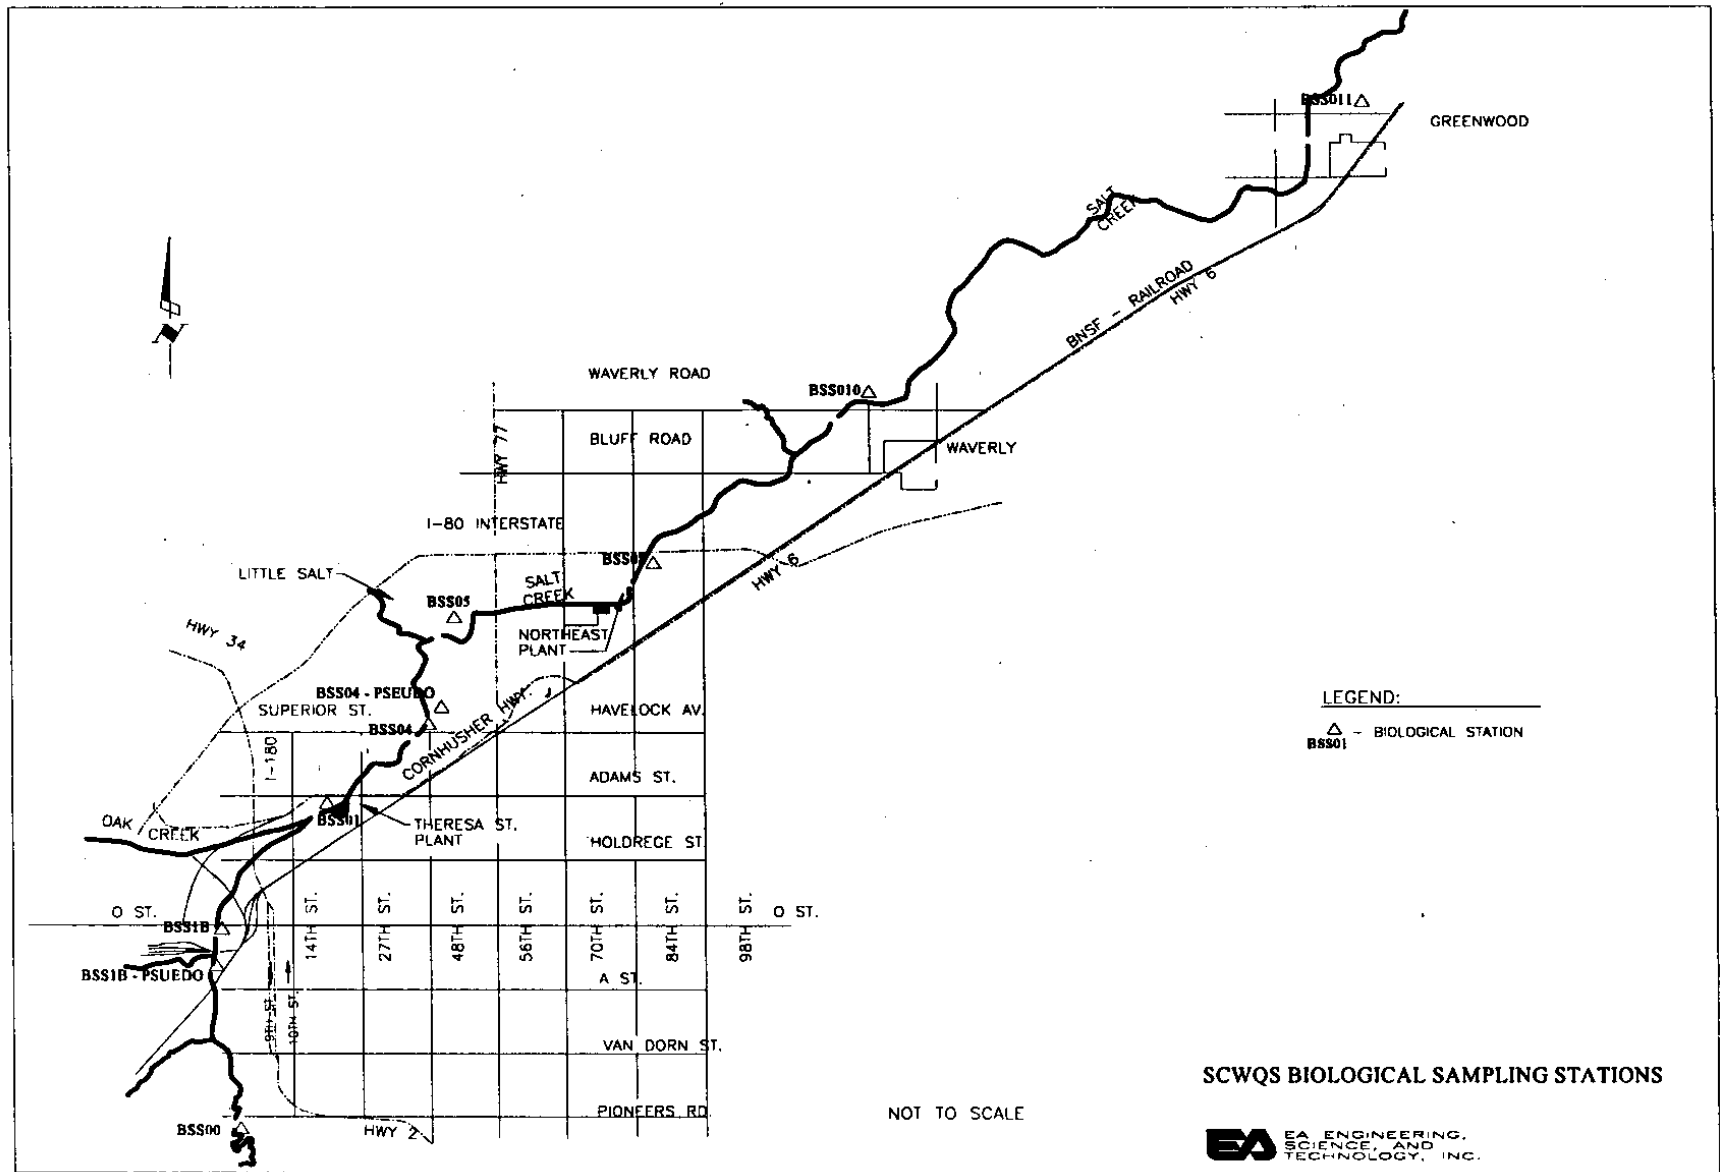 BSS011
GREENWOOD
SALT
CREEK
BNSF - RAILROAD
HWY 6
N
WAVERLY ROAD
BSS010
HWY 77
BLUFF ROAD
WAVERLY
I-80 INTERSTATE
HWY 6
LITTLE SALT
SALT
CREEK
BSS05
HWY 34
NORTHEAST
PLANT
BSS04 - PSEUDO
SUPERIOR ST.
BSS04
CORNHUSHER HWY.
HAVELOCK AV.
LEGEND:
- BIOLOGICAL STATION
BSS01
I-180
ADAMS ST.
OAK CREEK
BSS01
THERESA ST.
PLANT
HOLDREGE ST.
O ST.
BSS1B
14TH ST.
27TH ST.
48TH ST.
56TH ST.
70TH ST.
84TH ST.
98TH ST.
O ST.
BSS1B - PSUEDO
A ST.
9TH ST.
10TH ST.
VAN DORN ST.
PIONEERS RD.
HWY 2
BSS00
NOT TO SCALE
SCWQS BIOLOGICAL SAMPLING STATIONS
EA
EA ENGINEERING,
SCIENCE, AND
TECHNOLOGY, INC.